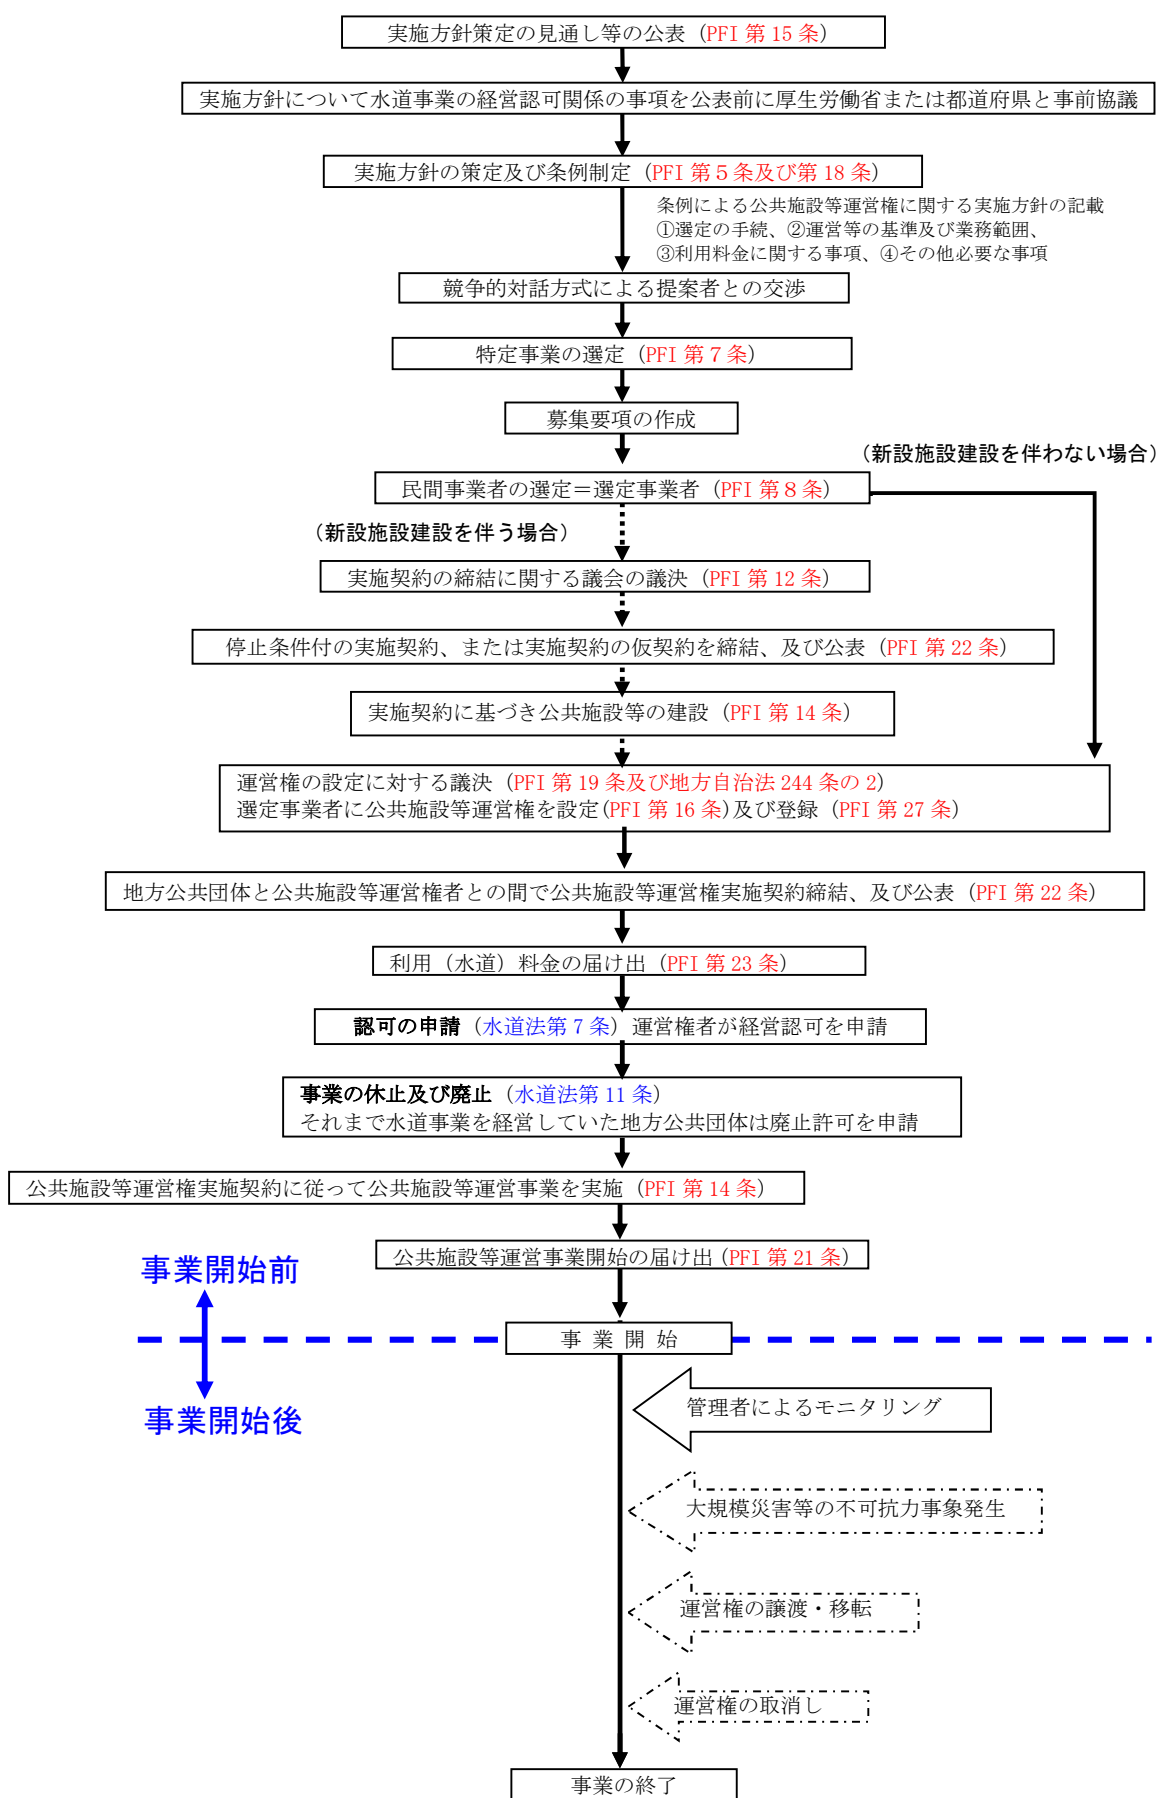 実施方針策定の見通し等の公表（PFI 第 15 条）
実施方針について水道事業の経営認可関係の事項を公表前に厚生労働省または都道府県と事前協議
実施方針の策定及び条例制定（PFI 第５条及び第 18 条）
条例による公共施設等運営権に関する実施方針の記載
①選定の手続、②運営等の基準及び業務範囲、
③利用料金に関する事項、④その他必要な事項
競争的対話方式による提案者との交渉
特定事業の選定（PFI 第７条）
募集要項の作成
（新設施設建設を伴わない場合）
民間事業者の選定＝選定事業者（PFI 第８条）
（新設施設建設を伴う場合）
実施契約の締結に関する議会の議決（PFI 第 12 条）
停止条件付の実施契約、または実施契約の仮契約を締結、及び公表（PFI 第 22 条）
実施契約に基づき公共施設等の建設（PFI 第 14 条）
運営権の設定に対する議決（PFI 第 19 条及び地方自治法 244 条の 2）
選定事業者に公共施設等運営権を設定(PFI 第 16 条)及び登録（PFI 第 27 条）
地方公共団体と公共施設等運営権者との間で公共施設等運営権実施契約締結、及び公表（PFI 第 22 条）
利用（水道）料金の届け出（PFI 第 23 条）
認可の申請（水道法第 7 条）運営権者が経営認可を申請
事業の休止及び廃止（水道法第 11 条）
それまで水道事業を経営していた地方公共団体は廃止許可を申請
公共施設等運営権実施契約に従って公共施設等運営事業を実施（PFI 第 14 条）
公共施設等運営事業開始の届け出（PFI 第 21 条）
事業開始前
事 業 開 始
事業開始後
管理者によるモニタリング
大規模災害等の不可抗力事象発生
運営権の譲渡・移転
運営権の取消し
事業の終了